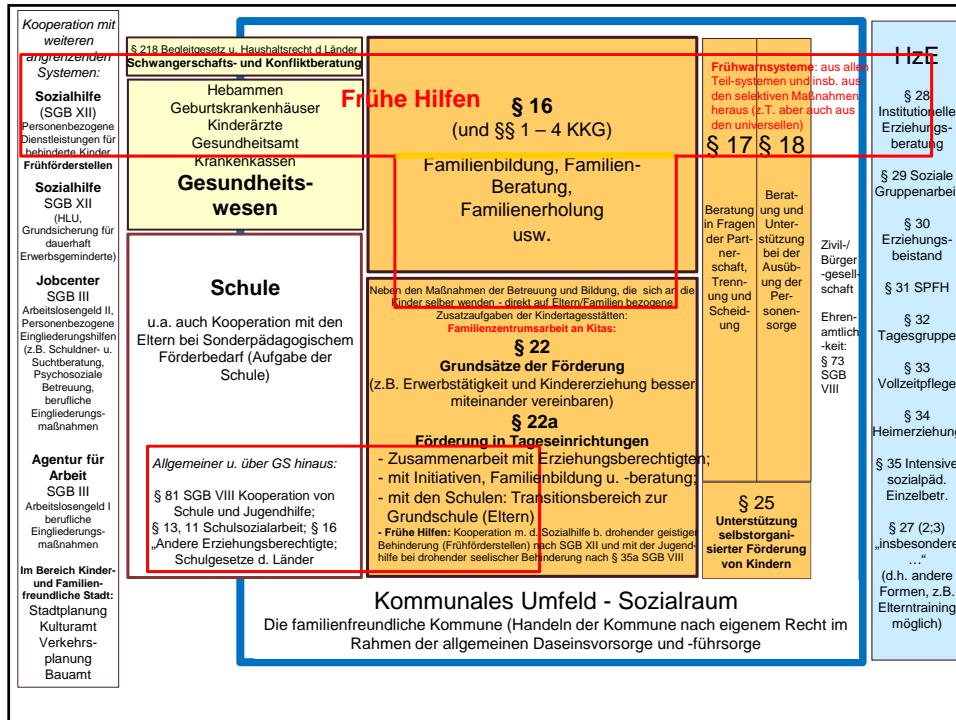 Kooperation mit
weiteren
angrenzenden
Systemen:
Sozialhilfe
(SGB XII)
Personenbezogene
Dienstleistungen für
behinderte Kinder
Frühförderstellen
Sozialhilfe
SGB XII
(HLU,
Grundsicherung für
dauerhaft
Erwerbsgeminderte)
Jobcenter
SGB III
Arbeitslosengeld II,
Personenbezogene
Eingliederungshilfen
(z.B. Schuldner- u.
Suchtberatung,
Psychosoziale
Betreuung,
berufliche
Eingliederungs-
maßnahmen
Agentur für
Arbeit
SGB III
Arbeitslosengeld I
berufliche
Eingliederungs-
maßnahmen
Im Bereich Kinder-
und Familien-
freundliche Stadt:
Stadtplanung
Kulturamt
Verkehrs-
planung
Bauamt
§ 218 Begleitgesetz u. Haushaltsrecht d Länder
Schwangerschafts- und Konfliktberatung
Hebammen
Geburtskrankenhäuser
Kinderärzte
Gesundheitsamt
Krankenkassen
Gesundheits-
wesen
Frühe Hilfen
Schule
u.a. auch Kooperation mit den
Eltern bei Sonderpädagogischem
Förderbedarf (Aufgabe der
Schule)
Allgemeiner u. über GS hinaus:
§ 81 SGB VIII Kooperation von
Schule und Jugendhilfe;
§ 13, 11 Schulsozialarbeit; § 16
„Andere Erziehungsberechtigte;
Schulgesetze d. Länder
§ 16
(und §§ 1 – 4 KKG)
Familienbildung, Familien-
Beratung,
Familienerholung
usw.
Neben den Maßnahmen der Betreuung und Bildung, die sich an die
Kinder selber wenden - direkt auf Eltern/Familien bezogene
Zusatzaufgaben der Kindertagesstätten:
Familienzentrumsarbeit an Kitas:
§ 22
Grundsätze der Förderung
(z.B. Erwerbstätigkeit und Kindererziehung besser
miteinander vereinbaren)
§ 22a
Förderung in Tageseinrichtungen
- Zusammenarbeit mit Erziehungsberechtigten;
- mit Initiativen, Familienbildung u. -beratung;
- mit den Schulen: Transitionsbereich zur
Grundschule (Eltern)
- Frühe Hilfen: Kooperation m. d. Sozialhilfe b. drohender geistiger
Behinderung (Frühförderstellen) nach SGB XII und mit der Jugend-
hilfe bei drohender seelischer Behinderung nach § 35a SGB VIII
Frühwarnsysteme: aus allen
Teil-systemen und insb. aus
den selektiven Maßnahmen
heraus (z.T. aber auch aus
den universellen)
§ 17
Beratung
in Fragen
der Part-
ner-
schaft,
Trenn-
ung und
Scheid-
ung
§ 18
Berat-
ung und
Unter-
stützung
bei der
Ausüb-
ung der
Per-
sonen-
sorge
§ 25
Unterstützung
selbstorgani-
sierter Förderung
von Kindern
Zivil-/
Bürger
-gesell-
schaft
Ehren-
amtlich
-keit:
§ 73
SGB
VIII
Kommunales Umfeld - Sozialraum
Die familienfreundliche Kommune (Handeln der Kommune nach eigenem Recht im
Rahmen der allgemeinen Daseinsvorsorge und -führsorge
HzE
§ 28
Institutionelle
Erziehungs-
beratung
§ 29 Soziale
Gruppenarbeit
§ 30
Erziehungs-
beistand
§ 31 SPFH
§ 32
Tagesgruppe
§ 33
Vollzeitpflege
§ 34
Heimerziehung
§ 35 Intensive
sozialpäd.
Einzelbetr.
§ 27 (2;3)
„insbesondere
…“
(d.h. andere
Formen, z.B.
Elterntraining
möglich)